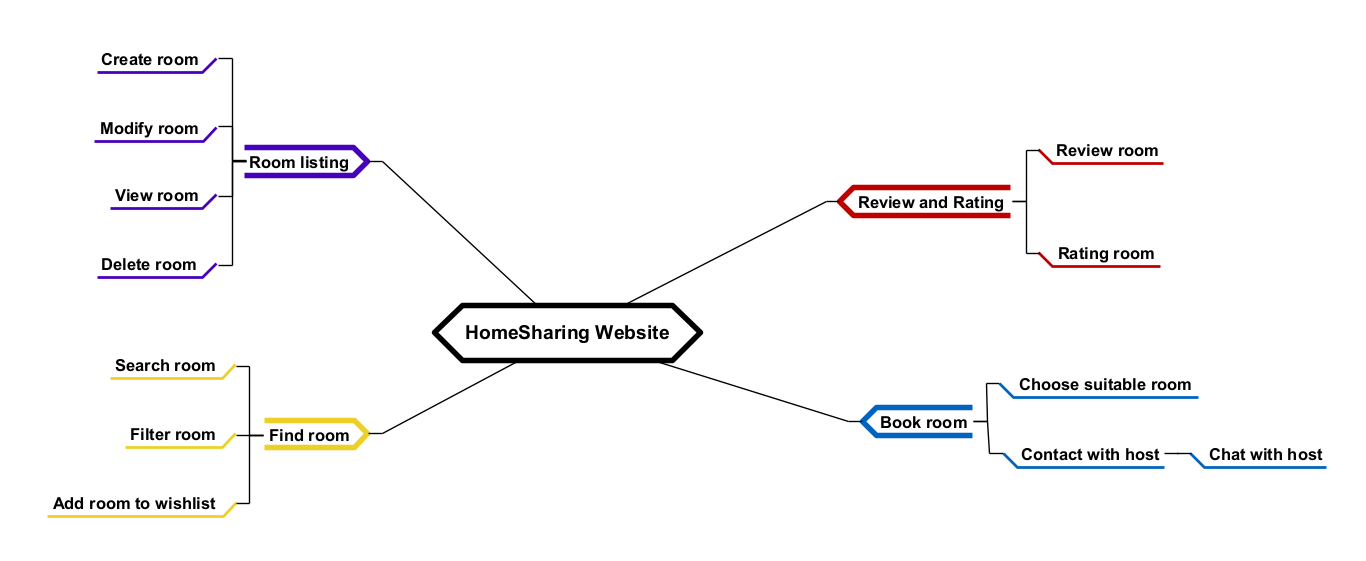 Create room
Modify room
Room listing
View room
Delete room
Review room
Review and Rating
Rating room
HomeSharing Website
Search room
Filter room
Find room
Add room to wishlist
Choose suitable room
Book room
Contact with host
Chat with host